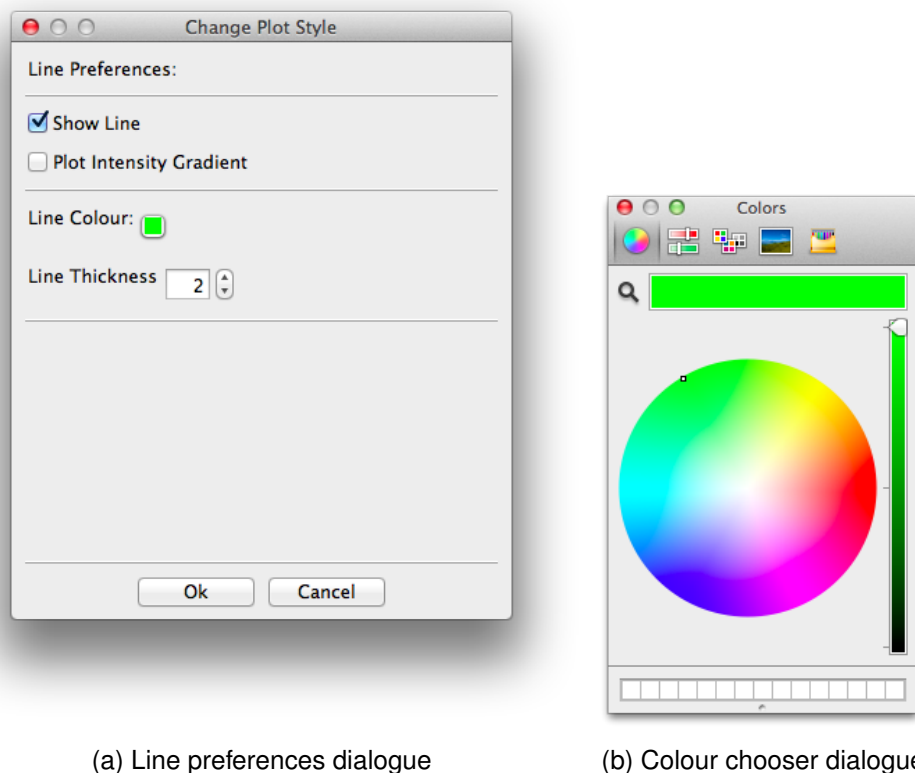 Change Plot Style
Line Preferences:
Show Line
Plot Intensity Gradient
Line Colour:
Line Thickness 2
Ok Cancel
Colors
(a) Line preferences dialogue
(b) Colour chooser dialogue